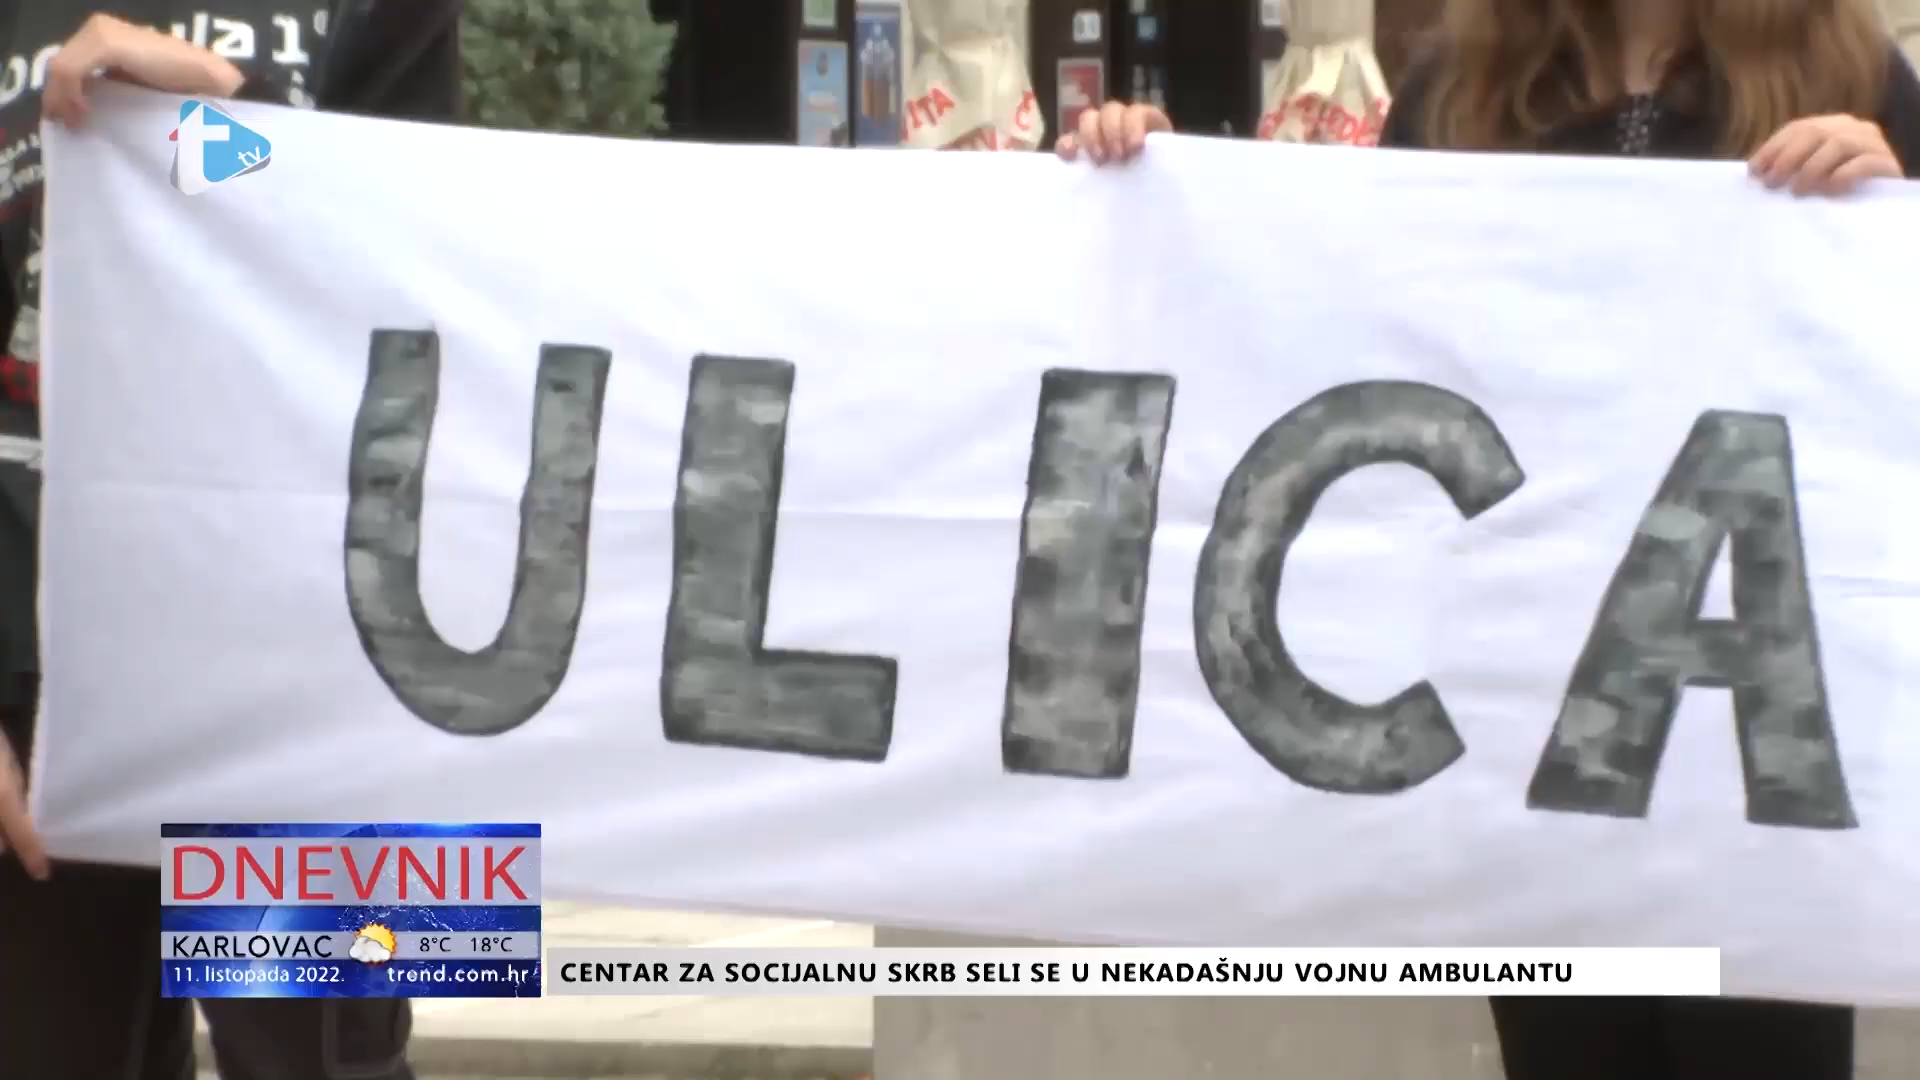 tv
ULICA
DNEVNIK
KARLOVAC 8°C 18°C
11. listopada 2022. trend.com.hr
CENTAR ZA SOCIJALNU SKRB SELI SE U NEKADAŠNJU VOJNU AMBULANTU